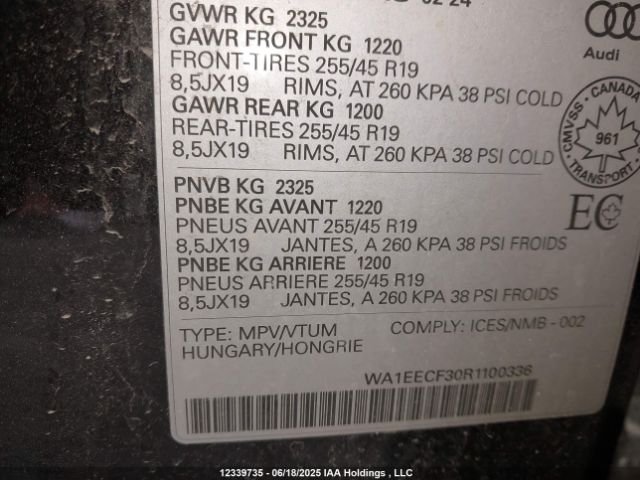 02 24
GVWR KG 2325
GAWR FRONT KG 1220
FRONT-TIRES 255/45 R19
8,5JX19 RIMS, AT 260 KPA 38 PSI COLD
GAWR REAR KG 1200
REAR-TIRES 255/45 R19
8,5JX19 RIMS, AT 260 KPA 38 PSI COLD
Audi
CMVSS CANADA NSVAC
961
TRANSPORT
PNVB KG 2325
PNBE KG AVANT 1220
PNEUS AVANT 255/45 R19
8,5JX19 JANTES, A 260 KPA 38 PSI FROIDS
PNBE KG ARRIERE 1200
PNEUS ARRIERE 255/45 R19
8,5JX19 JANTES, A 260 KPA 38 PSI FROIDS
EC
TYPE: MPV/VTUM COMPLY: ICES/NMB - 002
HUNGARY/HONGRIE
WA1EECF30R1100336
12339735 - 06/18/2025 IAA Holdings , LLC